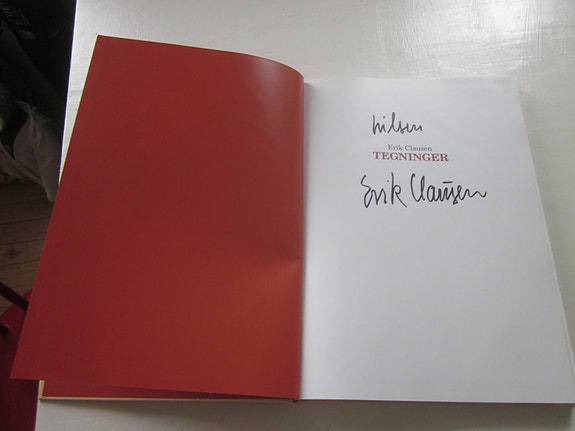 hilsen
Erik Clausen
TEGNINGER
Erik Clausen